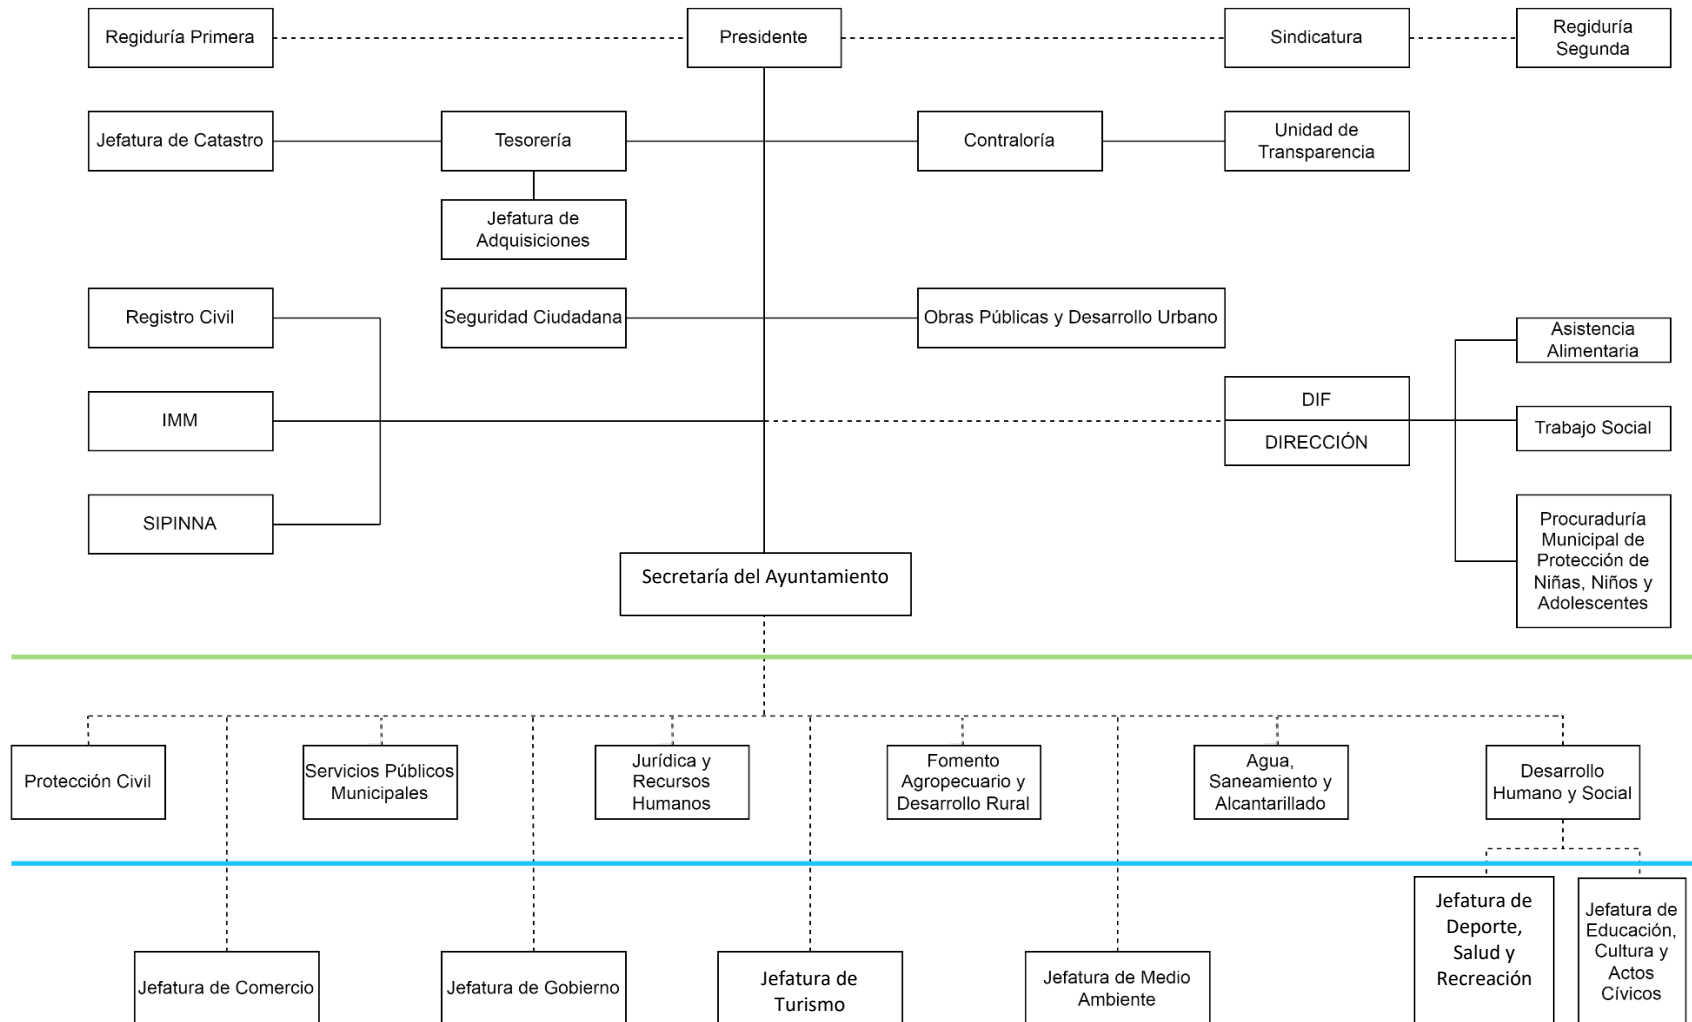 Regiduría Primera
Presidente
Sindicatura
Regiduría
Segunda
Jefatura de Catastro
Tesorería
Contraloría
Unidad de
Transparencia
Jefatura de
Adquisiciones
Registro Civil
Seguridad Ciudadana
Obras Públicas y Desarrollo Urbano
Asistencia
Alimentaria
IMM
DIF
DIRECCIÓN
Trabajo Social
SIPINNA
Procuraduría
Municipal de
Protección de
Niñas, Niños y
Adolescentes
Secretaría del Ayuntamiento
Protección Civil
Servicios Públicos
Municipales
Jurídica y
Recursos
Humanos
Fomento
Agropecuario y
Desarrollo Rural
Agua,
Saneamiento y
Alcantarillado
Desarrollo
Humano y Social
Jefatura de Comercio
Jefatura de Gobierno
Jefatura de
Turismo
Jefatura de Medio
Ambiente
Jefatura de
Deporte,
Salud y
Recreación
Jefatura de
Educación,
Cultura y
Actos
Cívicos